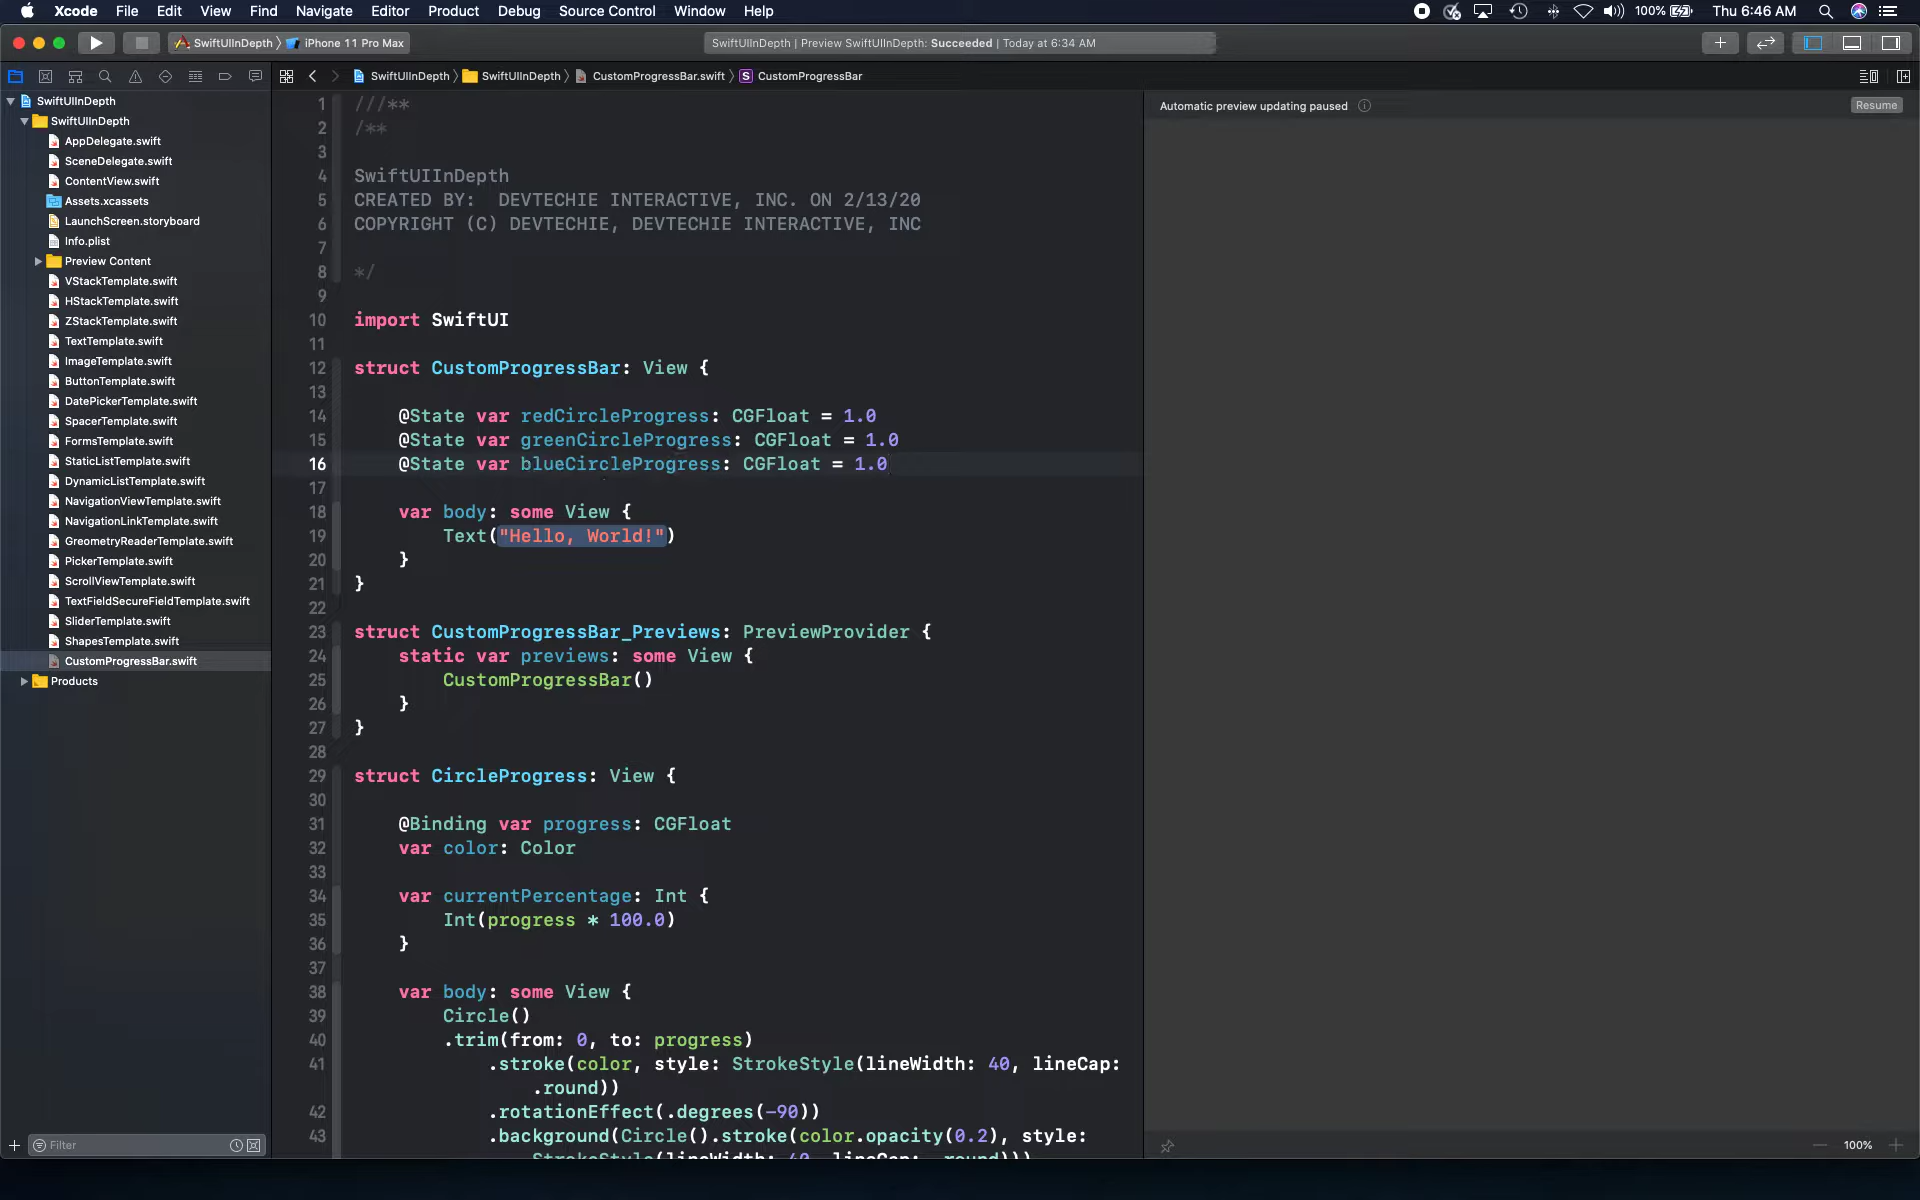 Xcode File Edit View Find Navigate Editor Product Debug Source Control Window Help 100% Thu 6:46 AM
SwiftUIInDepth iPhone 11 Pro Max SwiftUIInDepth | Preview SwiftUIInDepth: Succeeded | Today at 6:34 AM
SwiftUIInDepth SwiftUIInDepth CustomProgressBar.swift S CustomProgressBar
SwiftUIInDepth
SwiftUIInDepth
AppDelegate.swift
SceneDelegate.swift
ContentView.swift
Assets.xcassets
LaunchScreen.storyboard
Info.plist
Preview Content
VStackTemplate.swift
HStackTemplate.swift
ZStackTemplate.swift
TextTemplate.swift
ImageTemplate.swift
ButtonTemplate.swift
DatePickerTemplate.swift
SpacerTemplate.swift
FormsTemplate.swift
StaticListTemplate.swift
DynamicListTemplate.swift
NavigationViewTemplate.swift
NavigationLinkTemplate.swift
GreometryReaderTemplate.swift
PickerTemplate.swift
ScrollViewTemplate.swift
TextFieldSecureFieldTemplate.swift
SliderTemplate.swift
ShapesTemplate.swift
CustomProgressBar.swift
Products
Filter
1 ///**
2 /**
3
4 SwiftUIInDepth
5 CREATED BY: DEVTECHIE INTERACTIVE, INC. ON 2/13/20
6 COPYRIGHT (C) DEVTECHIE, DEVTECHIE INTERACTIVE, INC
7
8 */
9
10 import SwiftUI
11
12 struct CustomProgressBar: View {
13
14 @State var redCircleProgress: CGFloat = 1.0
15 @State var greenCircleProgress: CGFloat = 1.0
16 @State var blueCircleProgress: CGFloat = 1.0
17
18 var body: some View {
19 Text("Hello, World!")
20 }
21 }
22
23 struct CustomProgressBar_Previews: PreviewProvider {
24 static var previews: some View {
25 CustomProgressBar()
26 }
27 }
28
29 struct CircleProgress: View {
30
31 @Binding var progress: CGFloat
32 var color: Color
33
34 var currentPercentage: Int {
35 Int(progress * 100.0)
36 }
37
38 var body: some View {
39 Circle()
40 .trim(from: 0, to: progress)
41 .stroke(color, style: StrokeStyle(lineWidth: 40, lineCap:
.round))
42 .rotationEffect(.degrees(-90))
43 .background(Circle().stroke(color.opacity(0.2), style:
StrokeStyle(lineWidth: 40, lineCap: .round)))
Automatic preview updating paused
Resume
100%